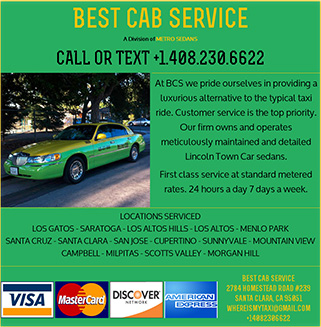 BEST CAB SERVICE
A Division of METRO SEDANS
CALL OR TEXT +1.408.230.6622
At BCS we pride ourselves in providing a
luxurious alternative to the typical taxi
ride. Customer service is the top priority.
Our firm owns and operates
meticulously maintained and detailed
Lincoln Town Car sedans.
First class service at standard metered
rates. 24 hours a day 7 days a week.
LOCATIONS SERVICED
LOS GATOS - SARATOGA - LOS ALTOS HILLS - LOS ALTOS - MENLO PARK
SANTA CRUZ - SANTA CLARA - SAN JOSE - CUPERTINO - SUNNYVALE - MOUNTAIN VIEW
CAMPBELL - MILPITAS - SCOTTS VALLEY - MORGAN HILL
VISA
MasterCard
DISCOVER
NETWORK
AMERICAN
EXPRESS
BEST CAB SERVICE
2784 HOMESTEAD ROAD #239
SANTA CLARA, CA 95051
WHEREISMYTAXI@GMAIL.COM
+14082306622